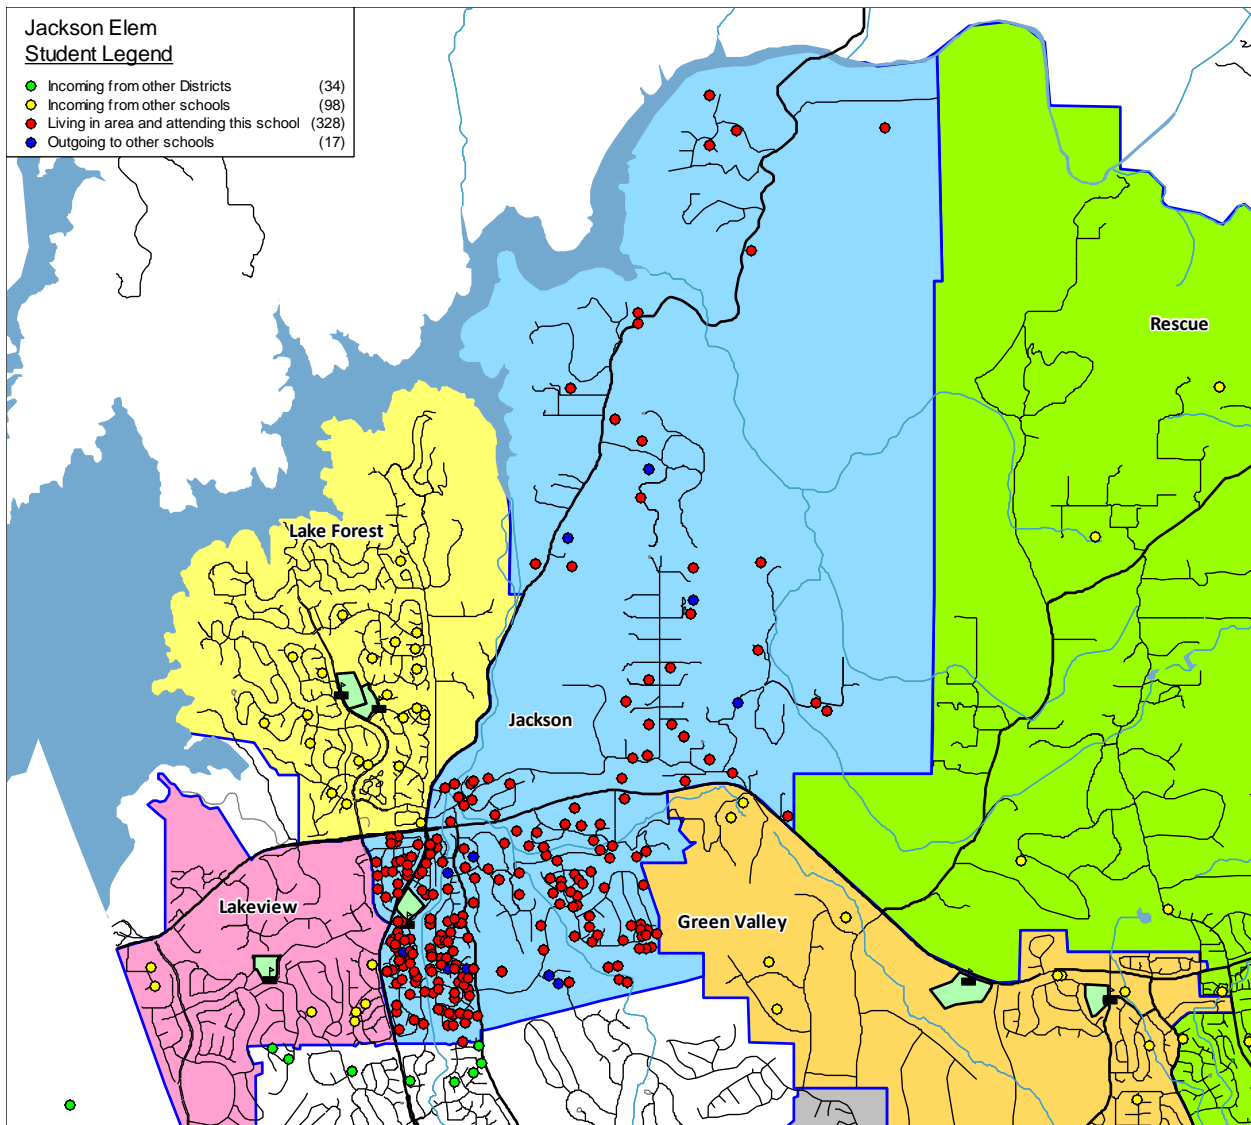 Jackson Elem
Student Legend
Incoming from other Districts (34)
Incoming from other schools (98)
Living in area and attending this school (328)
Outgoing to other schools (17)
Rescue
Lake Forest
Jackson
Lakeview
Green Valley